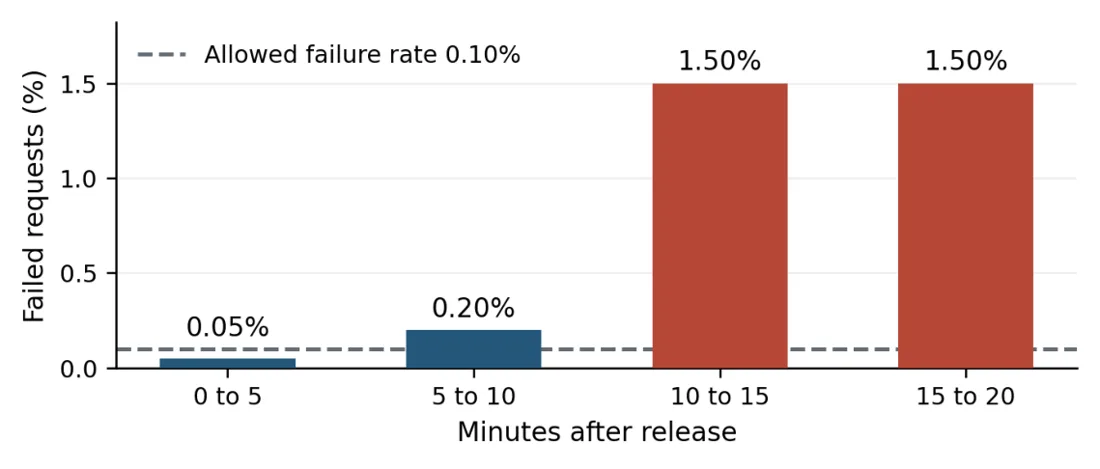 Allowed failure rate 0.10%
1.50%
1.50%
0.20%
0.05%
Failed requests (%)
1.5
1.0
0.5
0.0
0 to 5
5 to 10
10 to 15
15 to 20
Minutes after release